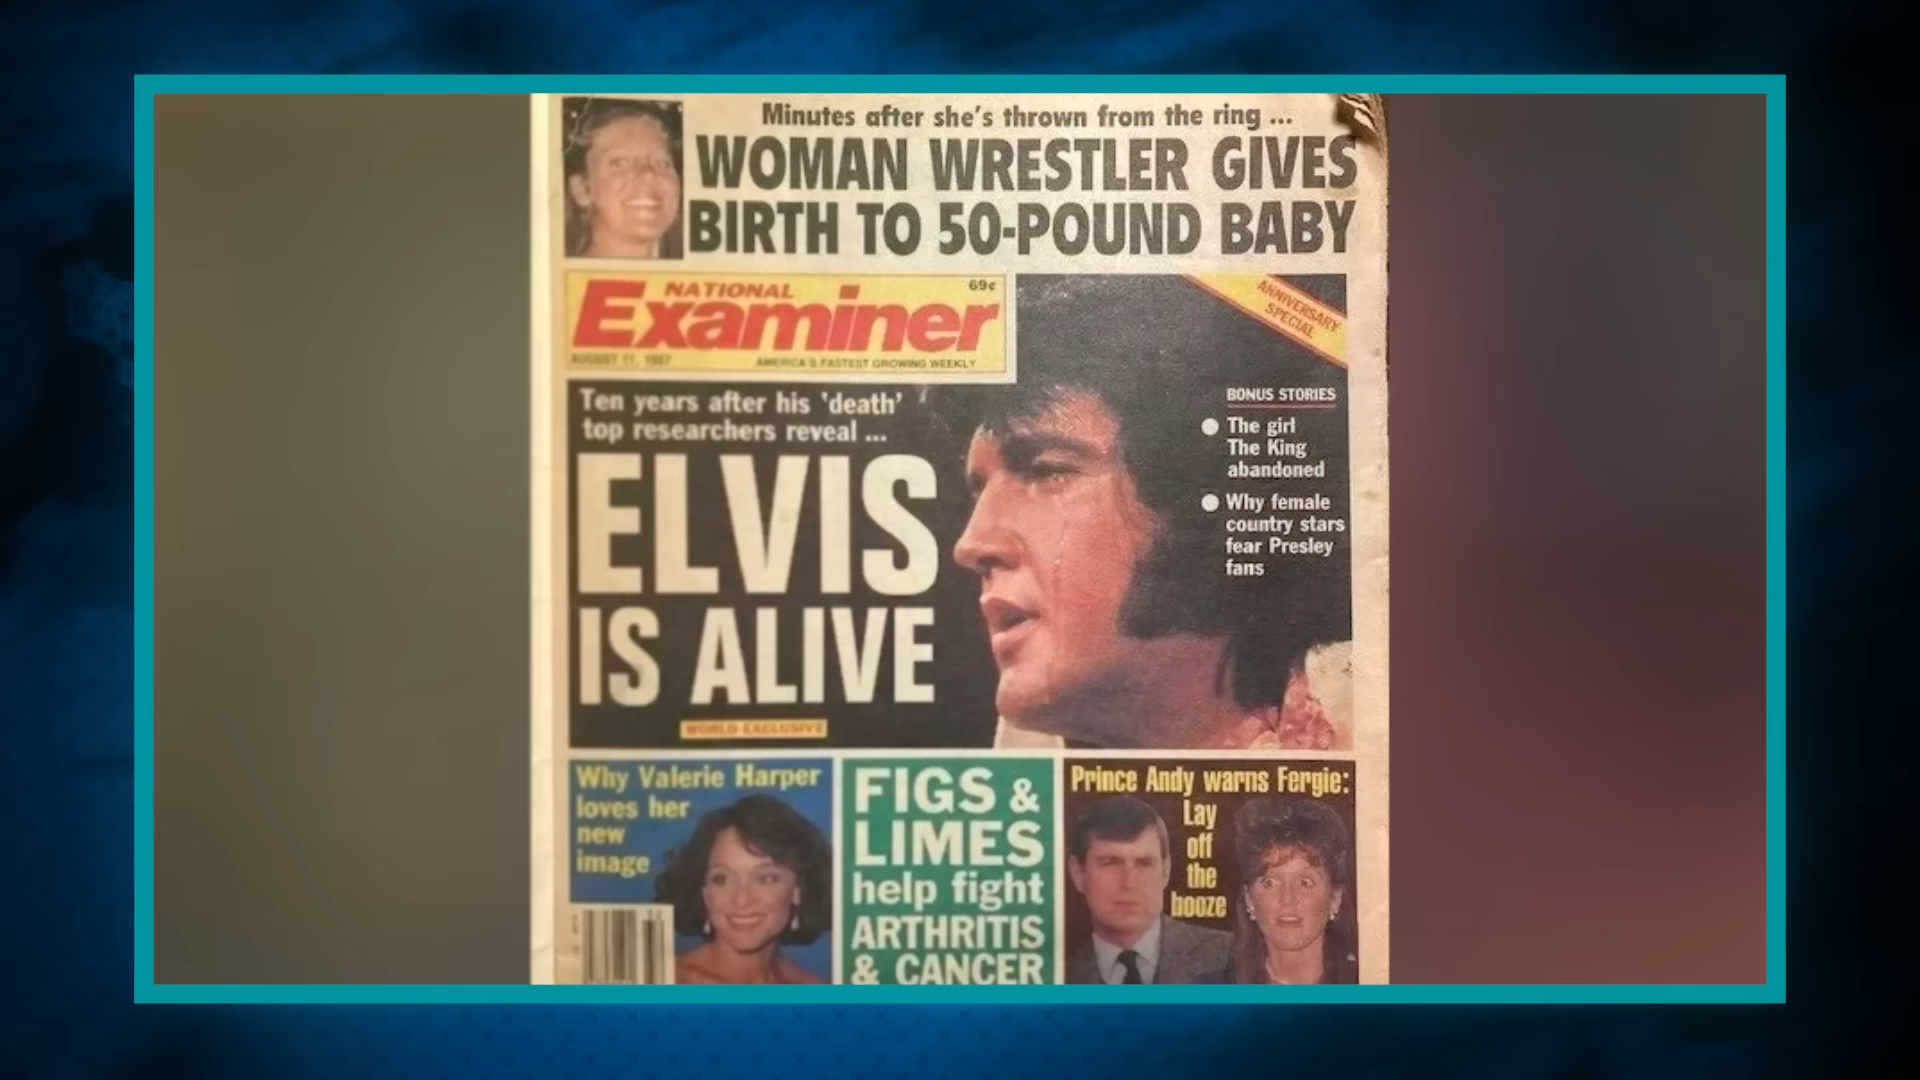 Minutes after she's thrown from the ring ...
WOMAN WRESTLER GIVES
BIRTH TO 50-POUND BABY
NATIONAL
Examiner
69¢
AUGUST 11, 1987
AMERICA'S FASTEST GROWING WEEKLY
ANNIVERSARY
SPECIAL
Ten years after his 'death'
top researchers reveal ...
ELVIS
IS ALIVE
WORLD EXCLUSIVE
BONUS STORIES
The girl
The King
abandoned
Why female
country stars
fear Presley
fans
Why Valerie Harper
loves her
new
image
FIGS &
LIMES
help fight
ARTHRITIS
& CANCER
Prince Andy warns Fergie:
Lay
off
the
booze